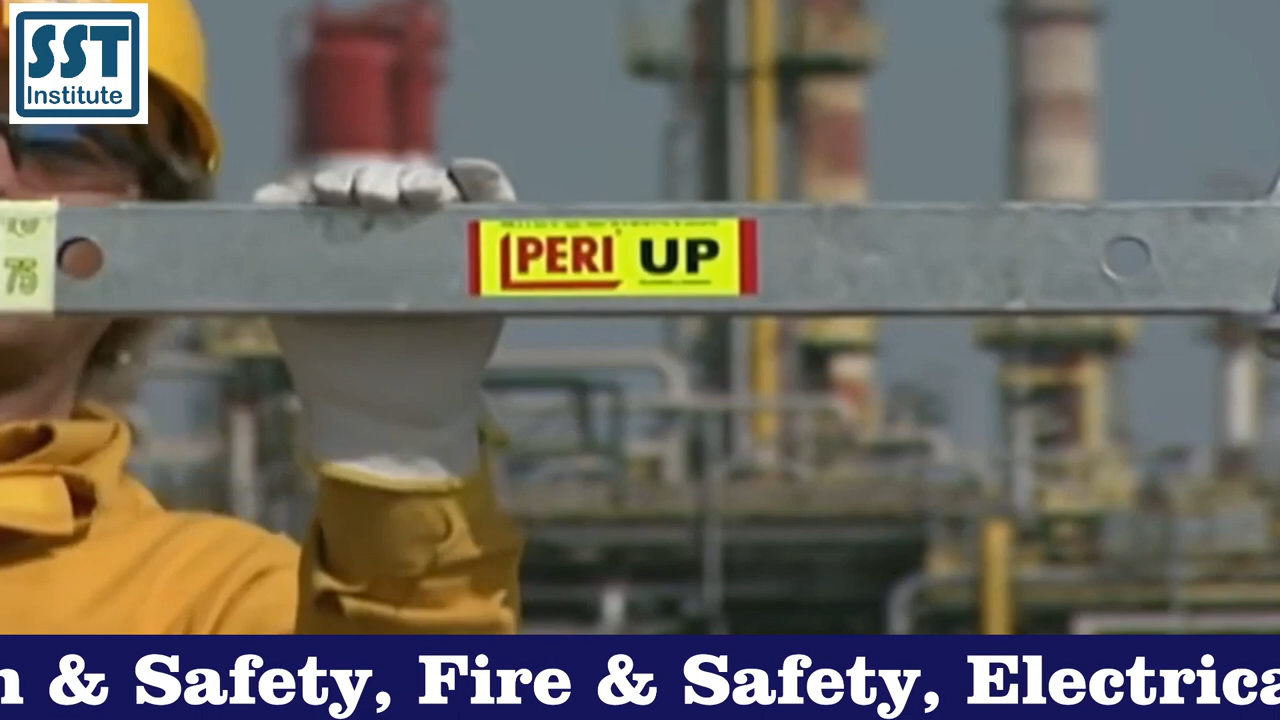 SST
Institute
75
PERI UP
n & Safety, Fire & Safety, Electrica